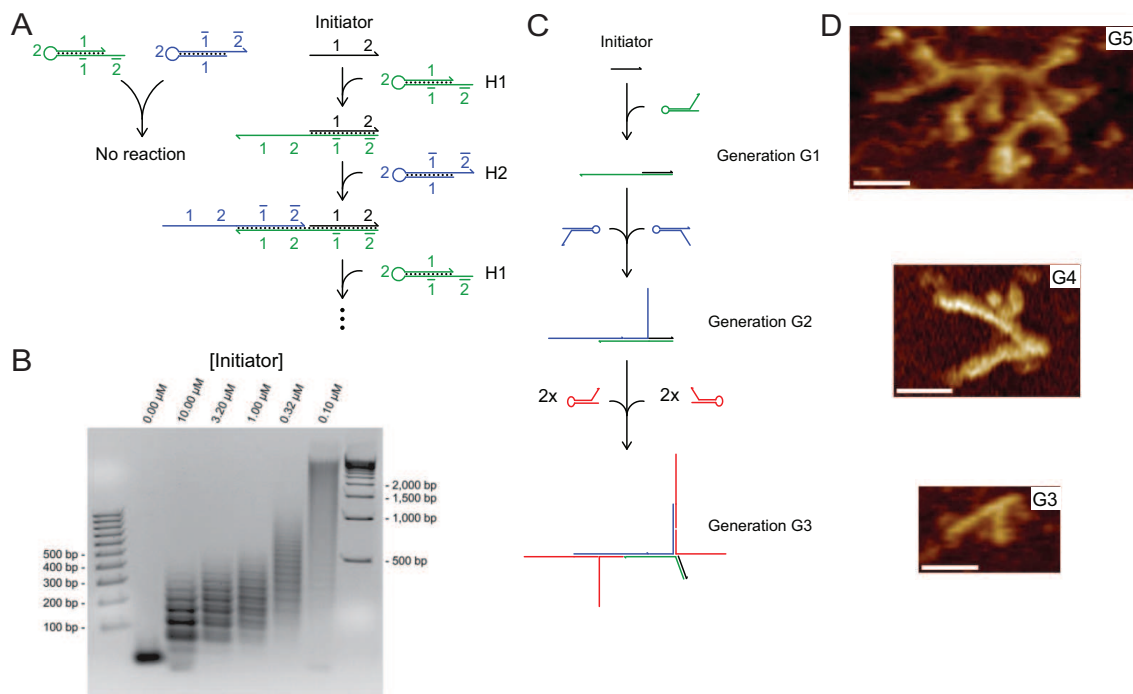 A
2
1
1̄
2̄
2
1̄
2̄
1
No reaction
Initiator
1 2
2
1
1̄ 2̄
H1
1 2
1 2 1̄ 2̄
2
1̄ 2̄
1
H2
1 2 1̄ 2̄ 1 2
1 2 1̄ 2̄
2
1
1̄ 2̄
H1
B
[Initiator]
0.00 µM
10.00 µM
3.20 µM
1.00 µM
0.32 µM
0.10 µM
500 bp -
400 bp -
300 bp -
200 bp -
100 bp -
- 2,000 bp
- 1,500 bp
- 1,000 bp
- 500 bp
C
Initiator
Generation G1
Generation G2
2x
2x
Generation G3
D
G5
G4
G3